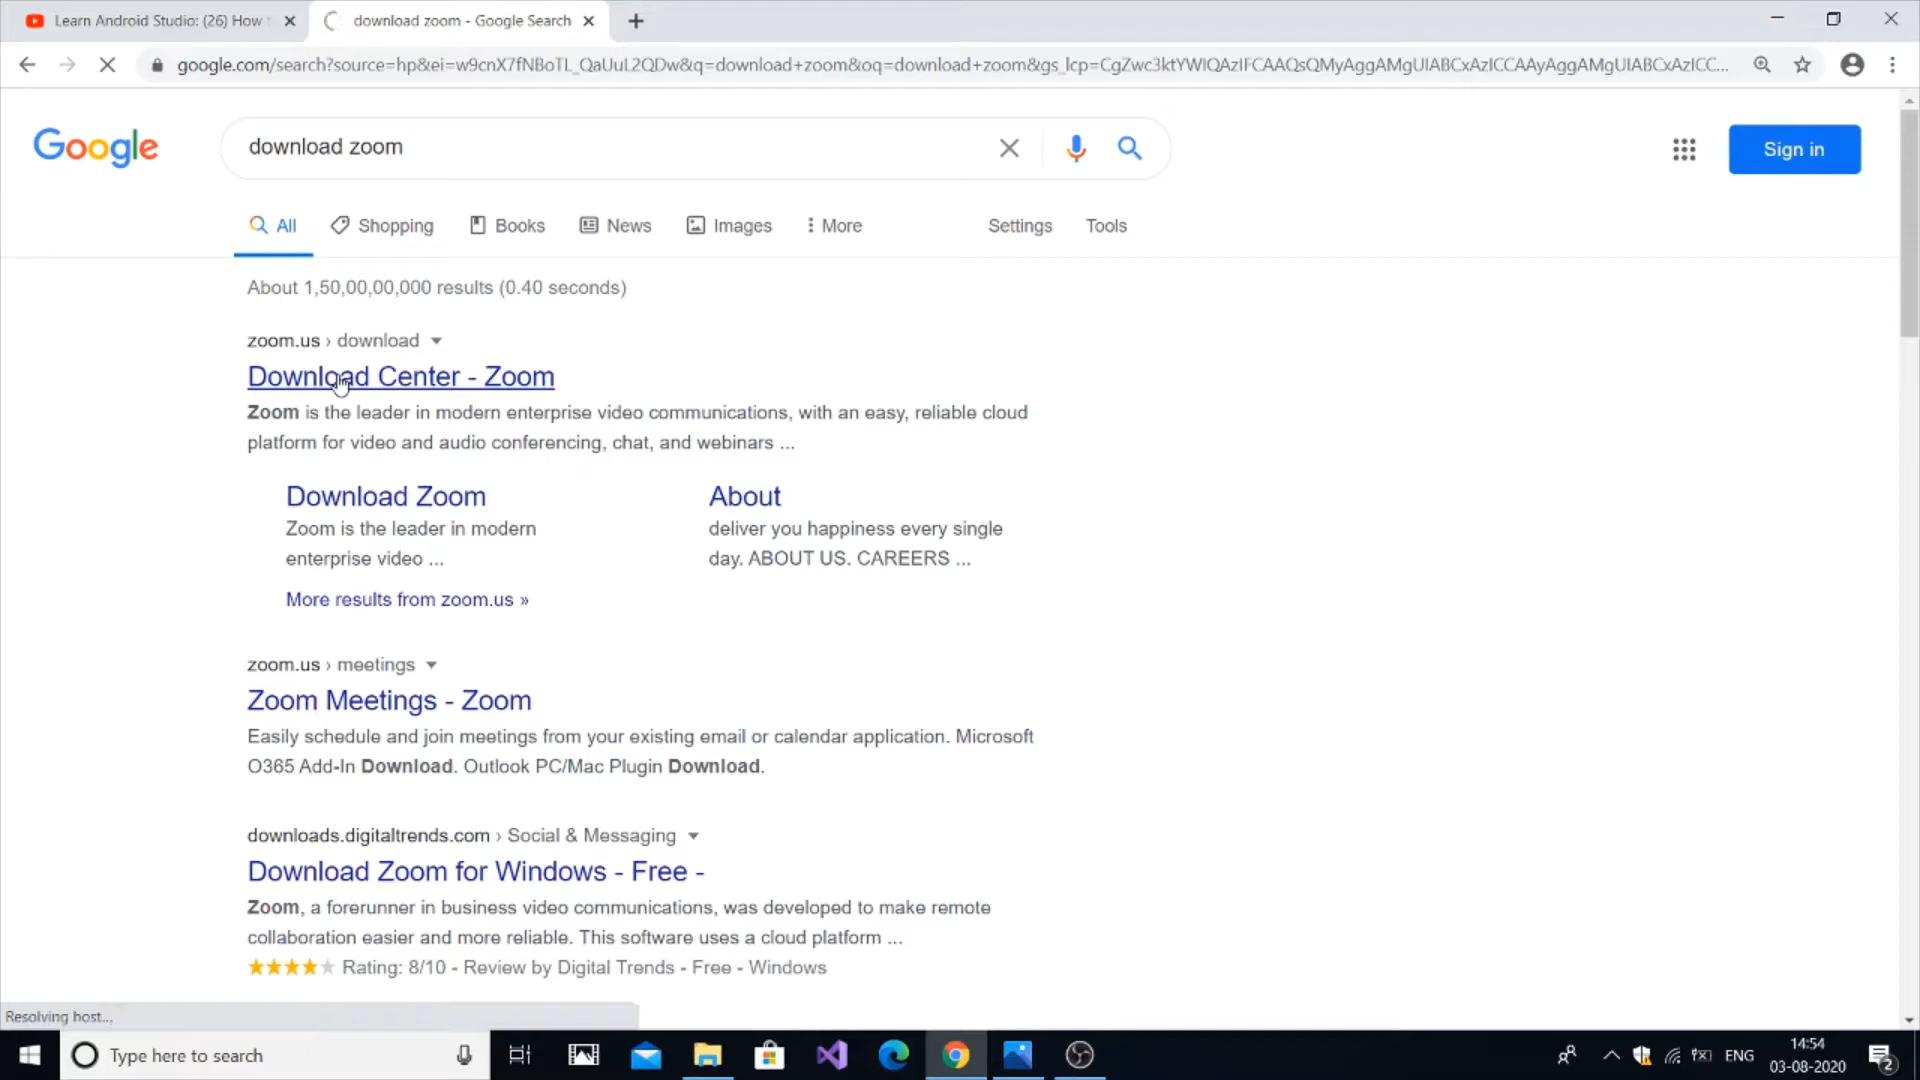 Learn Android Studio: (26) How
download zoom - Google Search
google.com/search?source=hp&ei=w9cnX7fNBoTL_QaUuL2QDw&q=download+zoom&oq=download+zoom&gs_lcp=CgZwc3ktYWIQAzIFCAAQsQMyAggAMgUIABCxAzICCAAyAggAMgUIABCxAzICC...
Google
download zoom
Sign in
All
Shopping
Books
News
Images
More
Settings
Tools
About 1,50,00,00,000 results (0.40 seconds)
zoom.us › download
Download Center - Zoom
Zoom is the leader in modern enterprise video communications, with an easy, reliable cloud
platform for video and audio conferencing, chat, and webinars ...
Download Zoom
Zoom is the leader in modern
enterprise video ...
About
deliver you happiness every single
day. ABOUT US. CAREERS ...
More results from zoom.us »
zoom.us › meetings
Zoom Meetings - Zoom
Easily schedule and join meetings from your existing email or calendar application. Microsoft
O365 Add-In Download. Outlook PC/Mac Plugin Download.
downloads.digitaltrends.com › Social & Messaging
Download Zoom for Windows - Free -
Zoom, a forerunner in business video communications, was developed to make remote
collaboration easier and more reliable. This software uses a cloud platform ...
Rating: 8/10 - Review by Digital Trends - Free - Windows
Resolving host...
Type here to search
ENG
14:54
03-08-2020
2